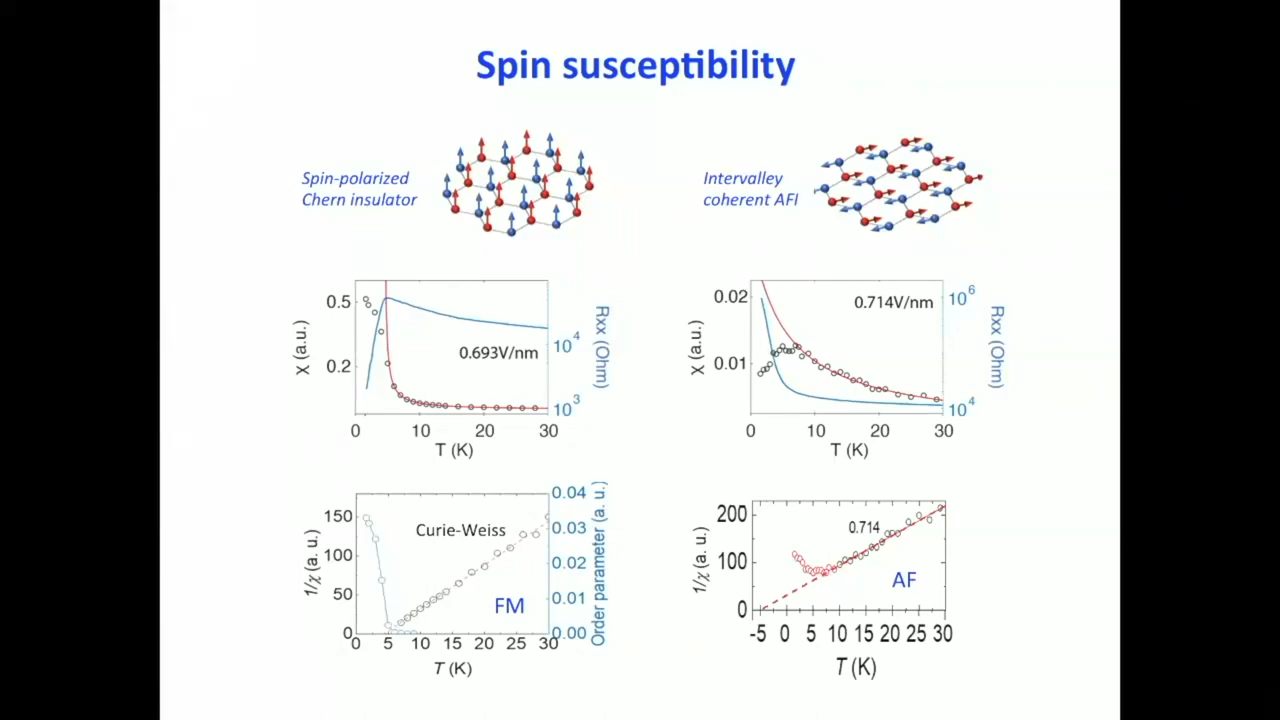 Spin susceptibility
Spin-polarized
Chern insulator
Intervalley
coherent AFI
0.5
0.2
χ (a.u.)
0.693V/nm
10⁴
10³
Rxx (Ohm)
0 10 20 30
T (K)
0.02
0.01
χ (a.u.)
0.714V/nm
10⁶
10⁴
Rxx (Ohm)
0 10 20 30
T (K)
150
100
50
0
1/χ (a. u.)
Curie-Weiss
FM
0.04
0.03
0.02
0.01
0.00
Order parameter (a. u.)
0 5 10 15 20 25 30
T (K)
200
100
0
1/χ (a. u.)
0.714
AF
-5 0 5 10 15 20 25 30
T (K)